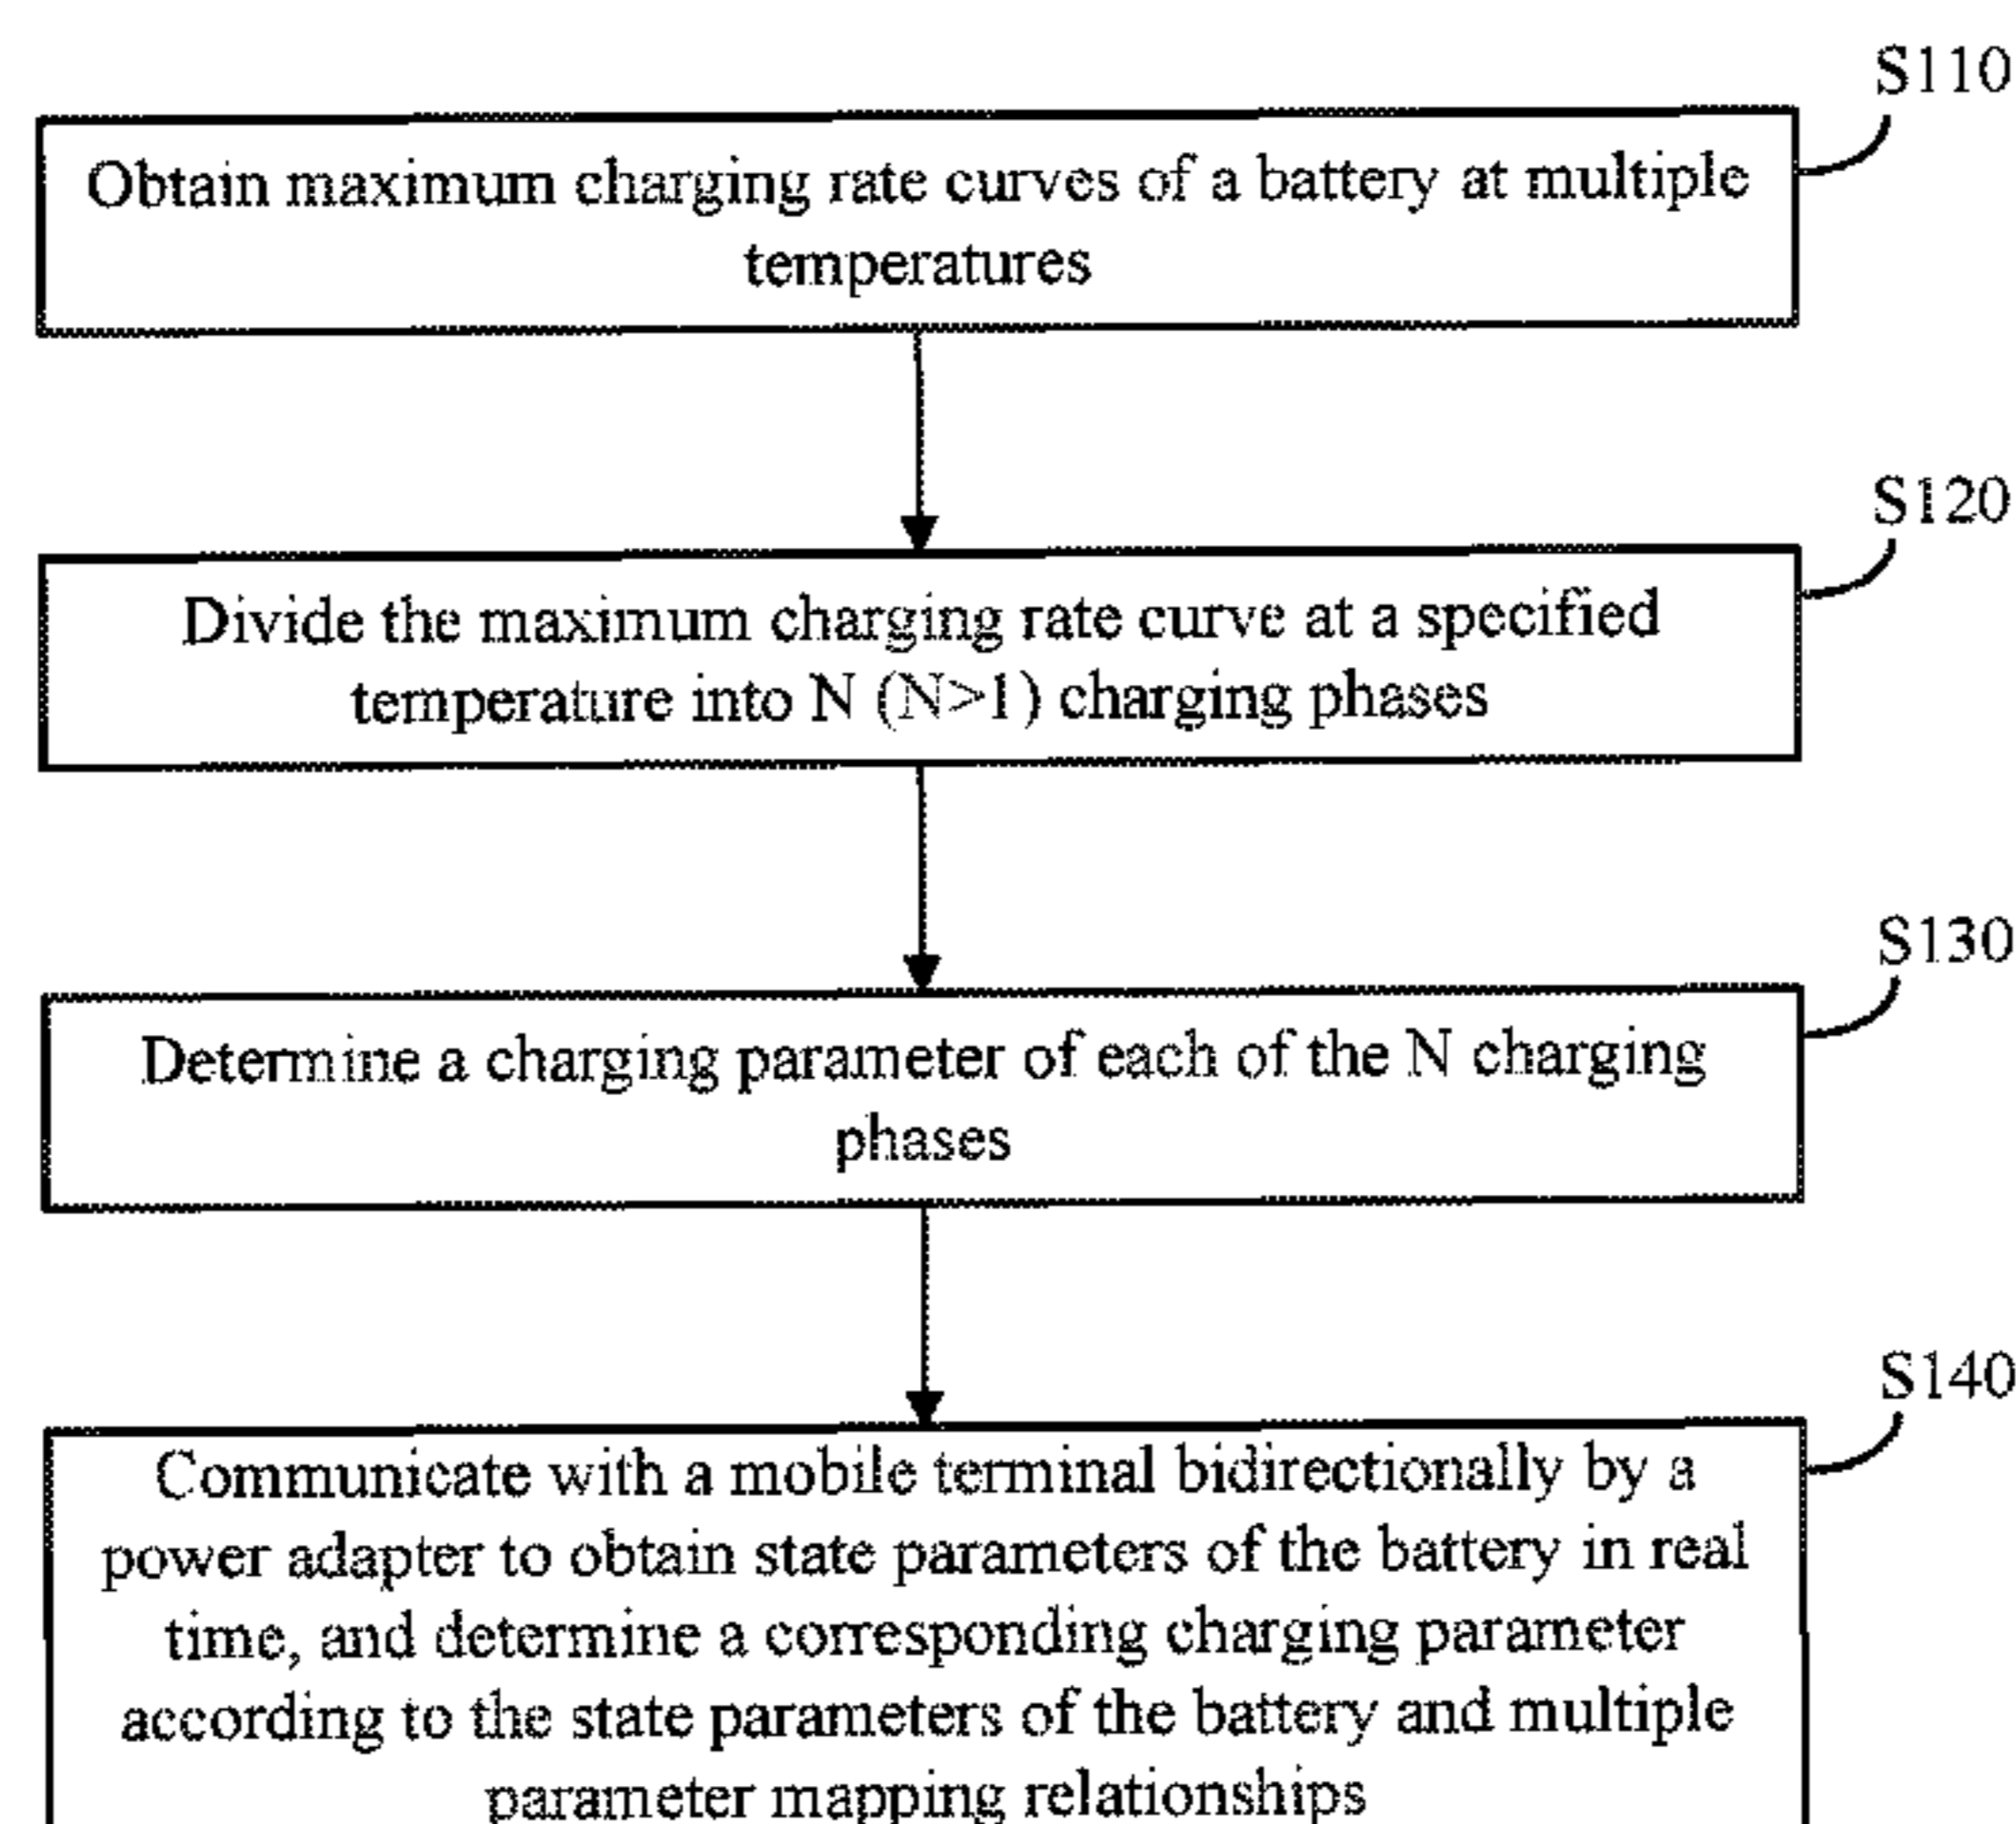 S110
Obtain maximum charging rate curves of a battery at multiple
temperatures
S120
Divide the maximum charging rate curve at a specified
temperature into N (N>1) charging phases
S130
Determine a charging parameter of each of the N charging
phases
S140
Communicate with a mobile terminal bidirectionally by a
power adapter to obtain state parameters of the battery in real
time, and determine a corresponding charging parameter
according to the state parameters of the battery and multiple
parameter mapping relationships